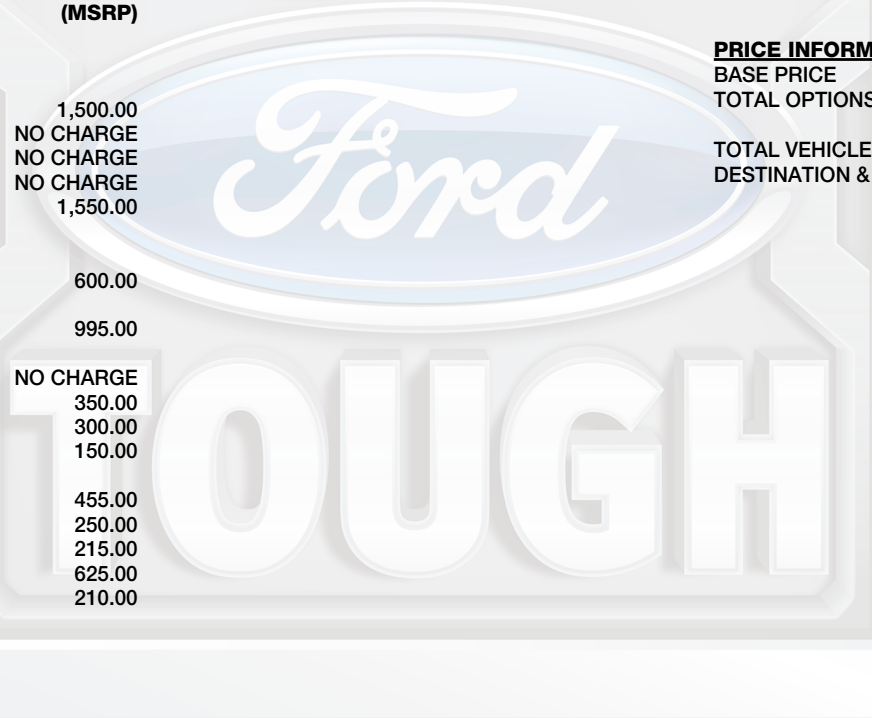 (MSRP)
1,500.00
NO CHARGE
NO CHARGE
NO CHARGE
1,550.00
600.00
995.00
NO CHARGE
350.00
300.00
150.00
455.00
250.00
215.00
625.00
210.00
PRICE INFORM
BASE PRICE
TOTAL OPTIONS
TOTAL VEHICLE
DESTINATION &
Ford
TOUGH